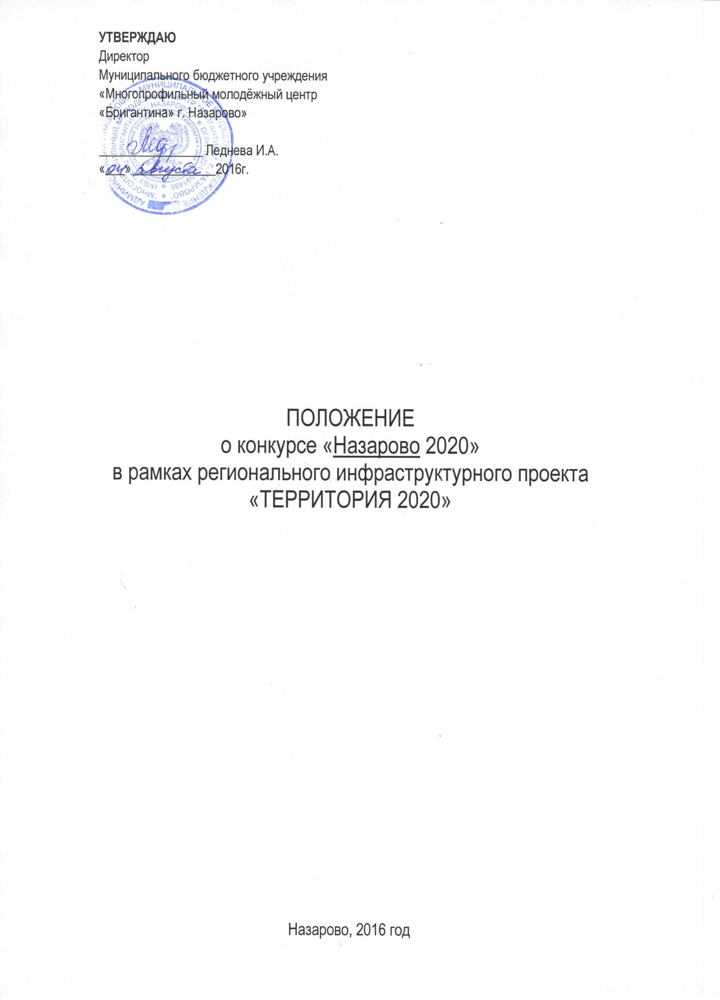 УТВЕРЖДАЮ
Директор
Муниципального бюджетного учреждения
«Многопрофильный молодёжный центр
«Бригантина» г. Назарово»
Леднева И.А.
«04» августа 2016г.
ПОЛОЖЕНИЕ
о конкурсе «Назарово 2020»
в рамках регионального инфраструктурного проекта
«ТЕРРИТОРИЯ 2020»
Назарово, 2016 год